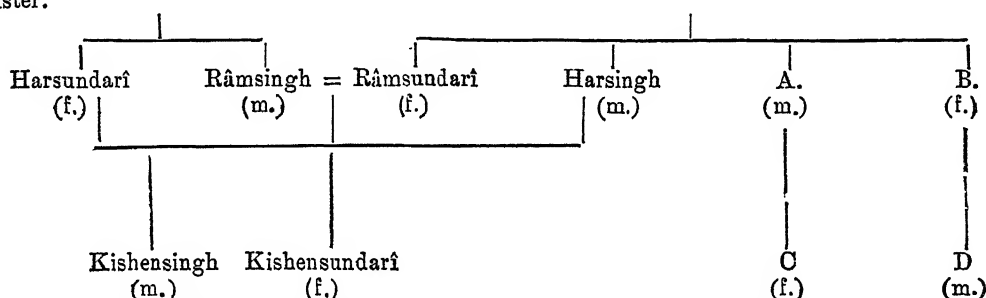 Harsundarî Râmsingh = Râmsundarî Harsingh A. B.
(f.) (m.) (f.) (m.) (m.) (f.)
Kishensingh Kishensundarî C D
(m.) (f.) (f.) (m.)